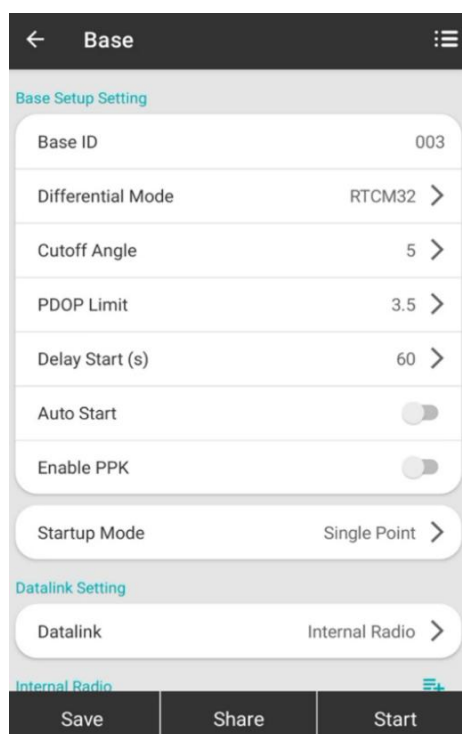 Base
Base Setup Setting
Base ID 003
Differential Mode RTCM32
Cutoff Angle 5
PDOP Limit 3.5
Delay Start (s) 60
Auto Start
Enable PPK
Startup Mode Single Point
Datalink Setting
Datalink Internal Radio
Internal Radio
Save Share Start